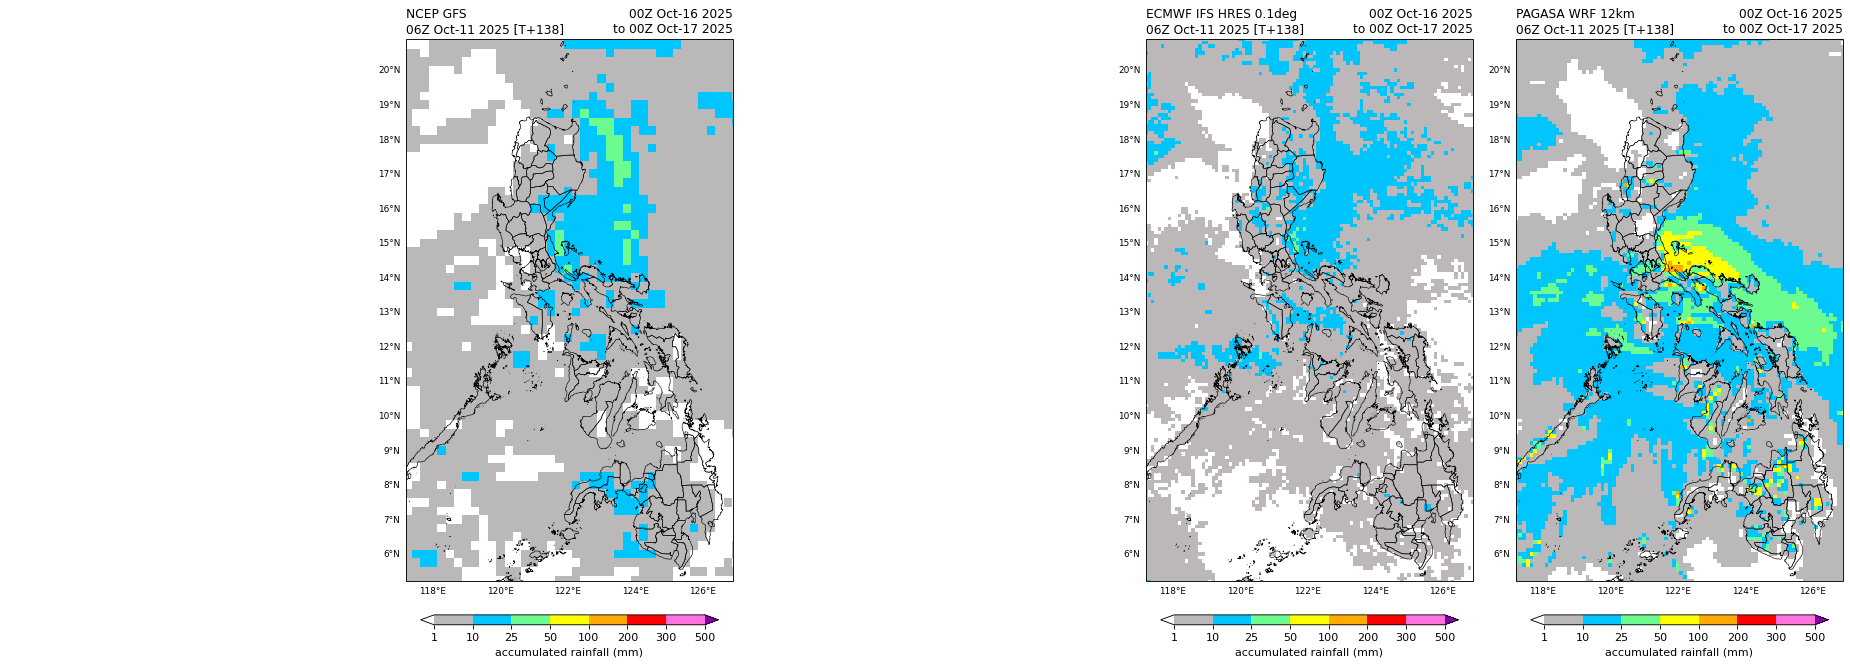 NCEP GFS 00Z Oct-16 2025
06Z Oct-11 2025 [T+138] to 00Z Oct-17 2025
20°N
19°N
18°N
17°N
16°N
15°N
14°N
13°N
12°N
11°N
10°N
9°N
8°N
7°N
6°N
118°E 120°E 122°E 124°E 126°E
1 10 25 50 100 200 300 500
accumulated rainfall (mm)
ECMWF IFS HRES 0.1deg 00Z Oct-16 2025
06Z Oct-11 2025 [T+138] to 00Z Oct-17 2025
20°N
19°N
18°N
17°N
16°N
15°N
14°N
13°N
12°N
11°N
10°N
9°N
8°N
7°N
6°N
118°E 120°E 122°E 124°E 126°E
1 10 25 50 100 200 300 500
accumulated rainfall (mm)
PAGASA WRF 12km 00Z Oct-16 2025
06Z Oct-11 2025 [T+138] to 00Z Oct-17 2025
20°N
19°N
18°N
17°N
16°N
15°N
14°N
13°N
12°N
11°N
10°N
9°N
8°N
7°N
6°N
118°E 120°E 122°E 124°E 126°E
1 10 25 50 100 200 300 500
accumulated rainfall (mm)